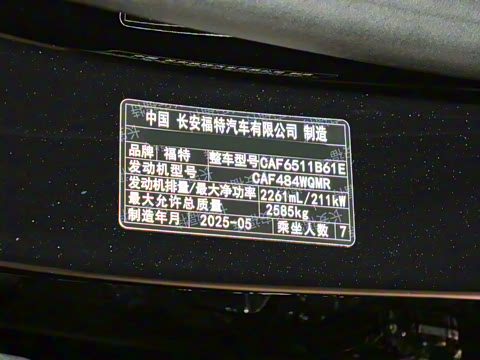 中国 长安福特汽车有限公司 制造
品牌 福特 整车型号 CAF6511B61E
发动机型号 CAF484WQMR
发动机排量/最大净功率 2261mL/211kW
最大允许总质量 2585kg
制造年月 2025-05 乘坐人数 7